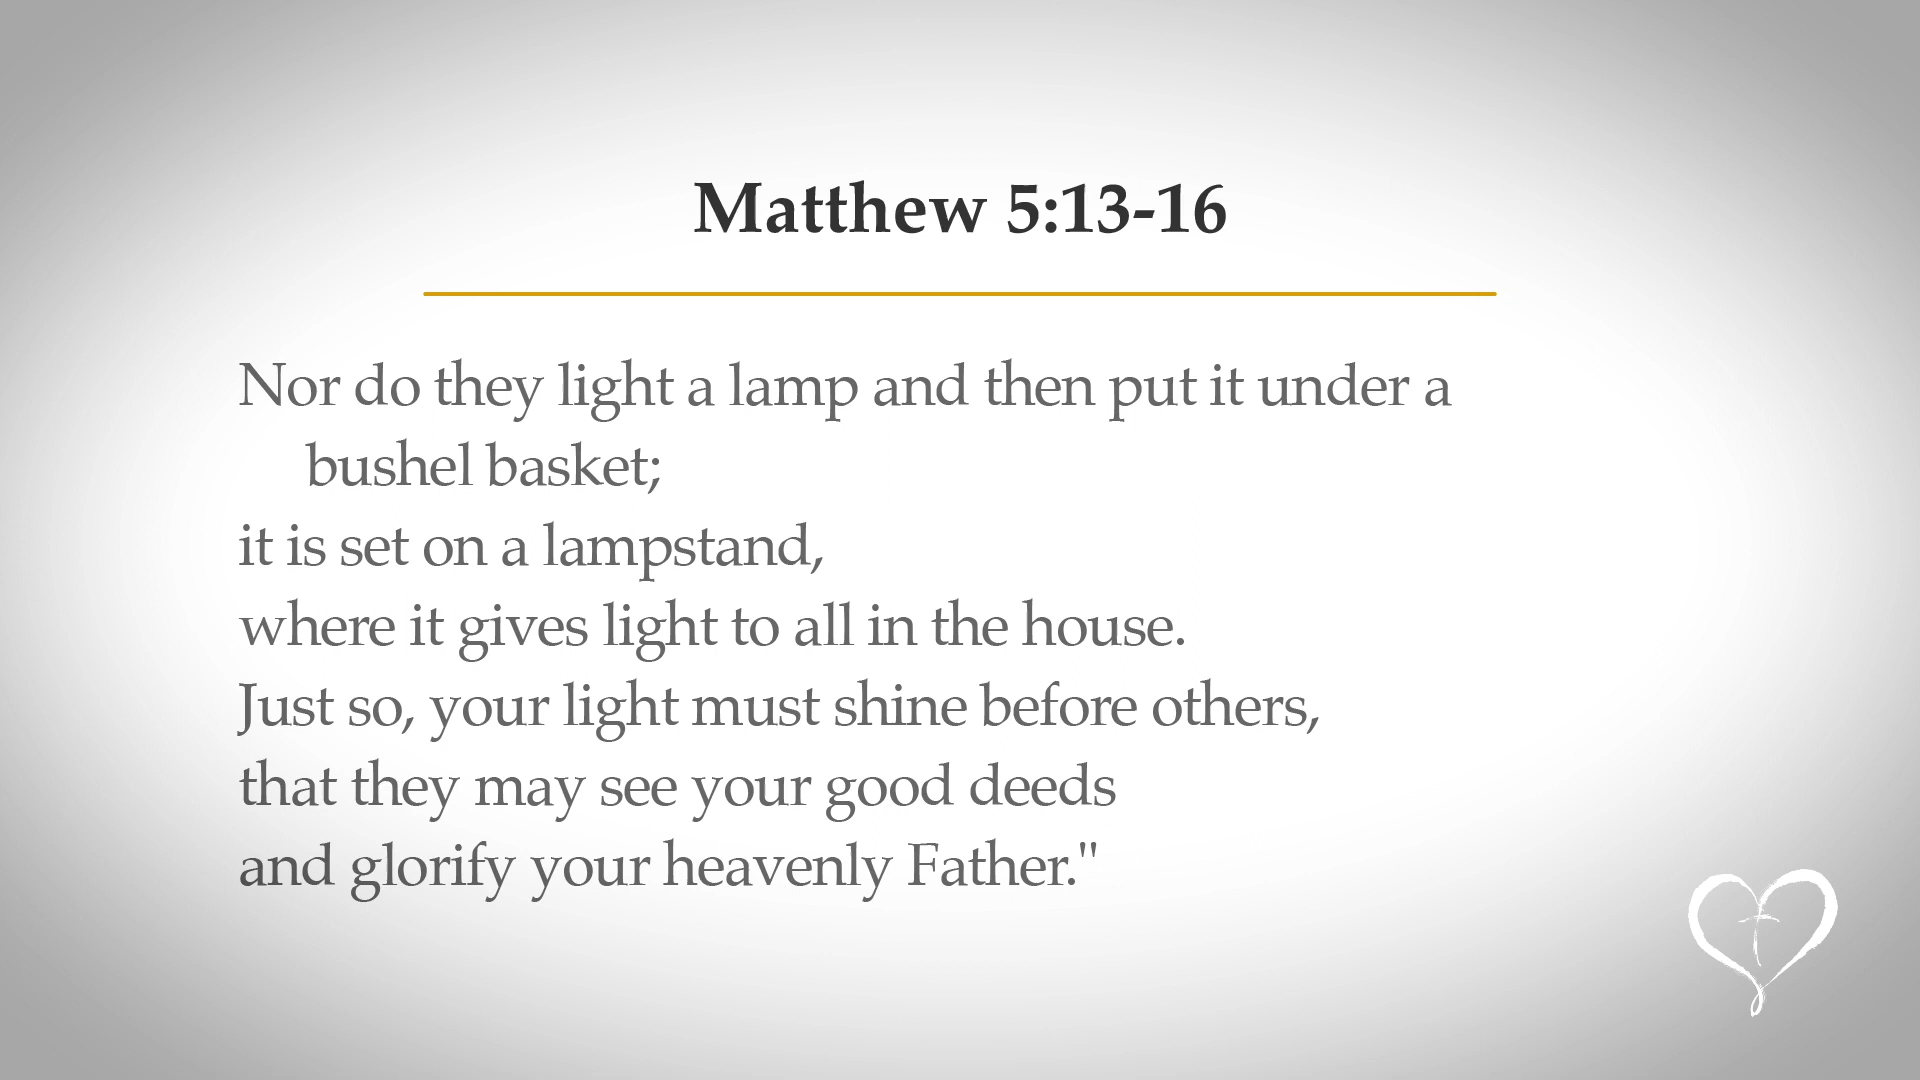 Matthew 5:13-16
Nor do they light a lamp and then put it under a
bushel basket;
it is set on a lampstand,
where it gives light to all in the house.
Just so, your light must shine before others,
that they may see your good deeds
and glorify your heavenly Father."